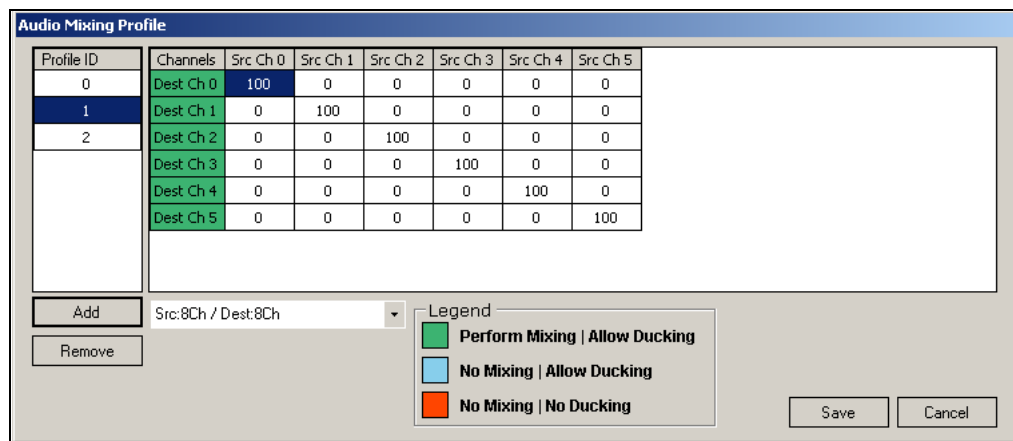 Audio Mixing Profile
Profile ID
0
1
2
Channels Src Ch 0 Src Ch 1 Src Ch 2 Src Ch 3 Src Ch 4 Src Ch 5
Dest Ch 0 100 0 0 0 0 0
Dest Ch 1 0 100 0 0 0 0
Dest Ch 2 0 0 100 0 0 0
Dest Ch 3 0 0 0 100 0 0
Dest Ch 4 0 0 0 0 100 0
Dest Ch 5 0 0 0 0 0 100
Add
Remove
Src:8Ch / Dest:8Ch
Legend
Perform Mixing | Allow Ducking
No Mixing | Allow Ducking
No Mixing | No Ducking
Save Cancel